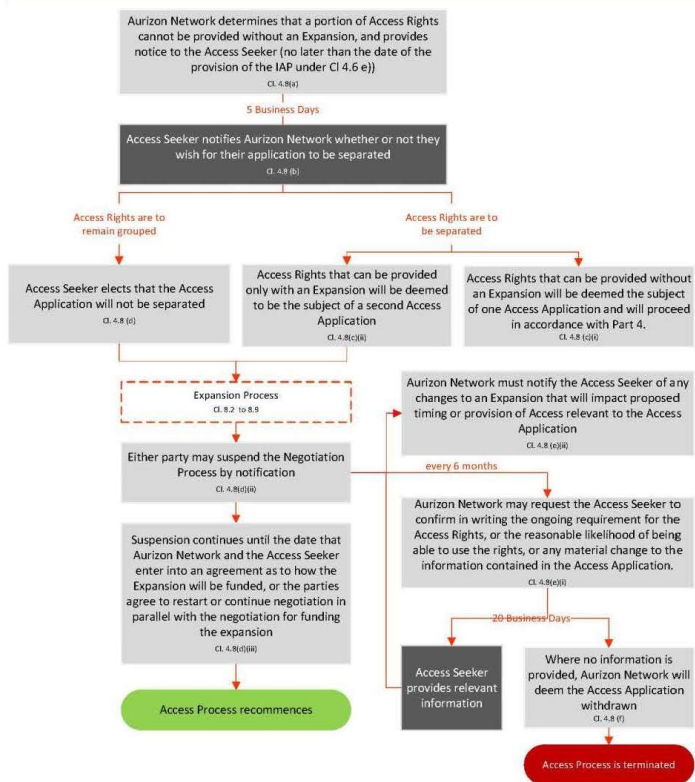 Aurizon Network determines that a portion of Access Rights
cannot be provided without an Expansion, and provides
notice to the Access Seeker (no later than the date of the
provision of the IAP under Cl 4.6 e))
Cl. 4.8(a)
5 Business Days
Access Seeker notifies Aurizon Network whether or not they
wish for their application to be separated
Cl. 4.8 (b)
Access Rights are to
remain grouped
Access Rights are to
be separated
Access Seeker elects that the Access
Application will not be separated
Cl. 4.8 (d)
Access Rights that can be provided
only with an Expansion will be deemed
to be the subject of a second Access
Application
Cl. 4.8(c)(ii)
Access Rights that can be provided without
an Expansion will be deemed the subject
of one Access Application and will proceed
in accordance with Part 4.
Cl. 4.8 (c)(i)
Expansion Process
Cl. 8.2 to 8.9
Aurizon Network must notify the Access Seeker of any
changes to an Expansion that will impact proposed
timing or provision of Access relevant to the Access
Application
Cl. 4.8 (e)(ii)
Either party may suspend the Negotiation
Process by notification
Cl. 4.8(d)(ii)
every 6 months
Aurizon Network may request the Access Seeker to
confirm in writing the ongoing requirement for the
Access Rights, or the reasonable likelihood of being
able to use the rights, or any material change to the
information contained in the Access Application.
Cl. 4.8(e)(i)
Suspension continues until the date that
Aurizon Network and the Access Seeker
enter into an agreement as to how the
Expansion will be funded, or the parties
agree to restart or continue negotiation in
parallel with the negotiation for funding
the expansion
Cl. 4.8(d)(iii)
20 Business Days
Access Seeker
provides relevant
information
Where no information is
provided, Aurizon Network will
deem the Access Application
withdrawn
Cl. 4.8 (f)
Access Process recommences
Access Process is terminated